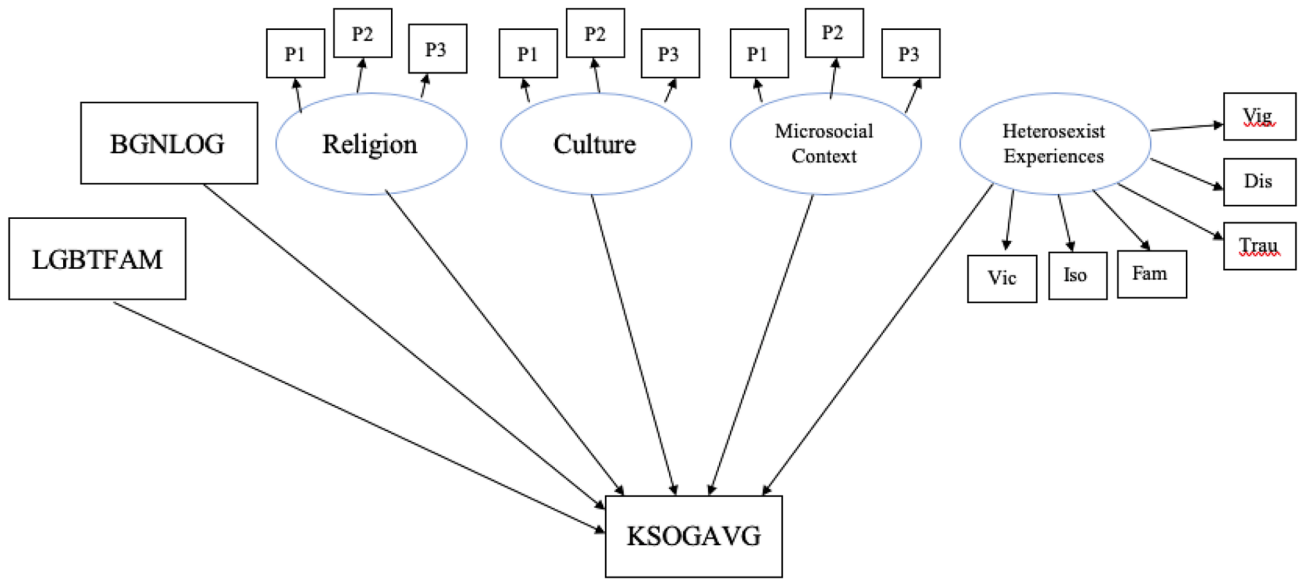 P1
P2
P3
P1
P2
P3
P1
P2
P3
BGNLOG
Religion
Culture
Microsocial
Context
Heterosexist
Experiences
Vig
Dis
Trau
LGBTFAM
Vic
Iso
Fam
KSOGAVG